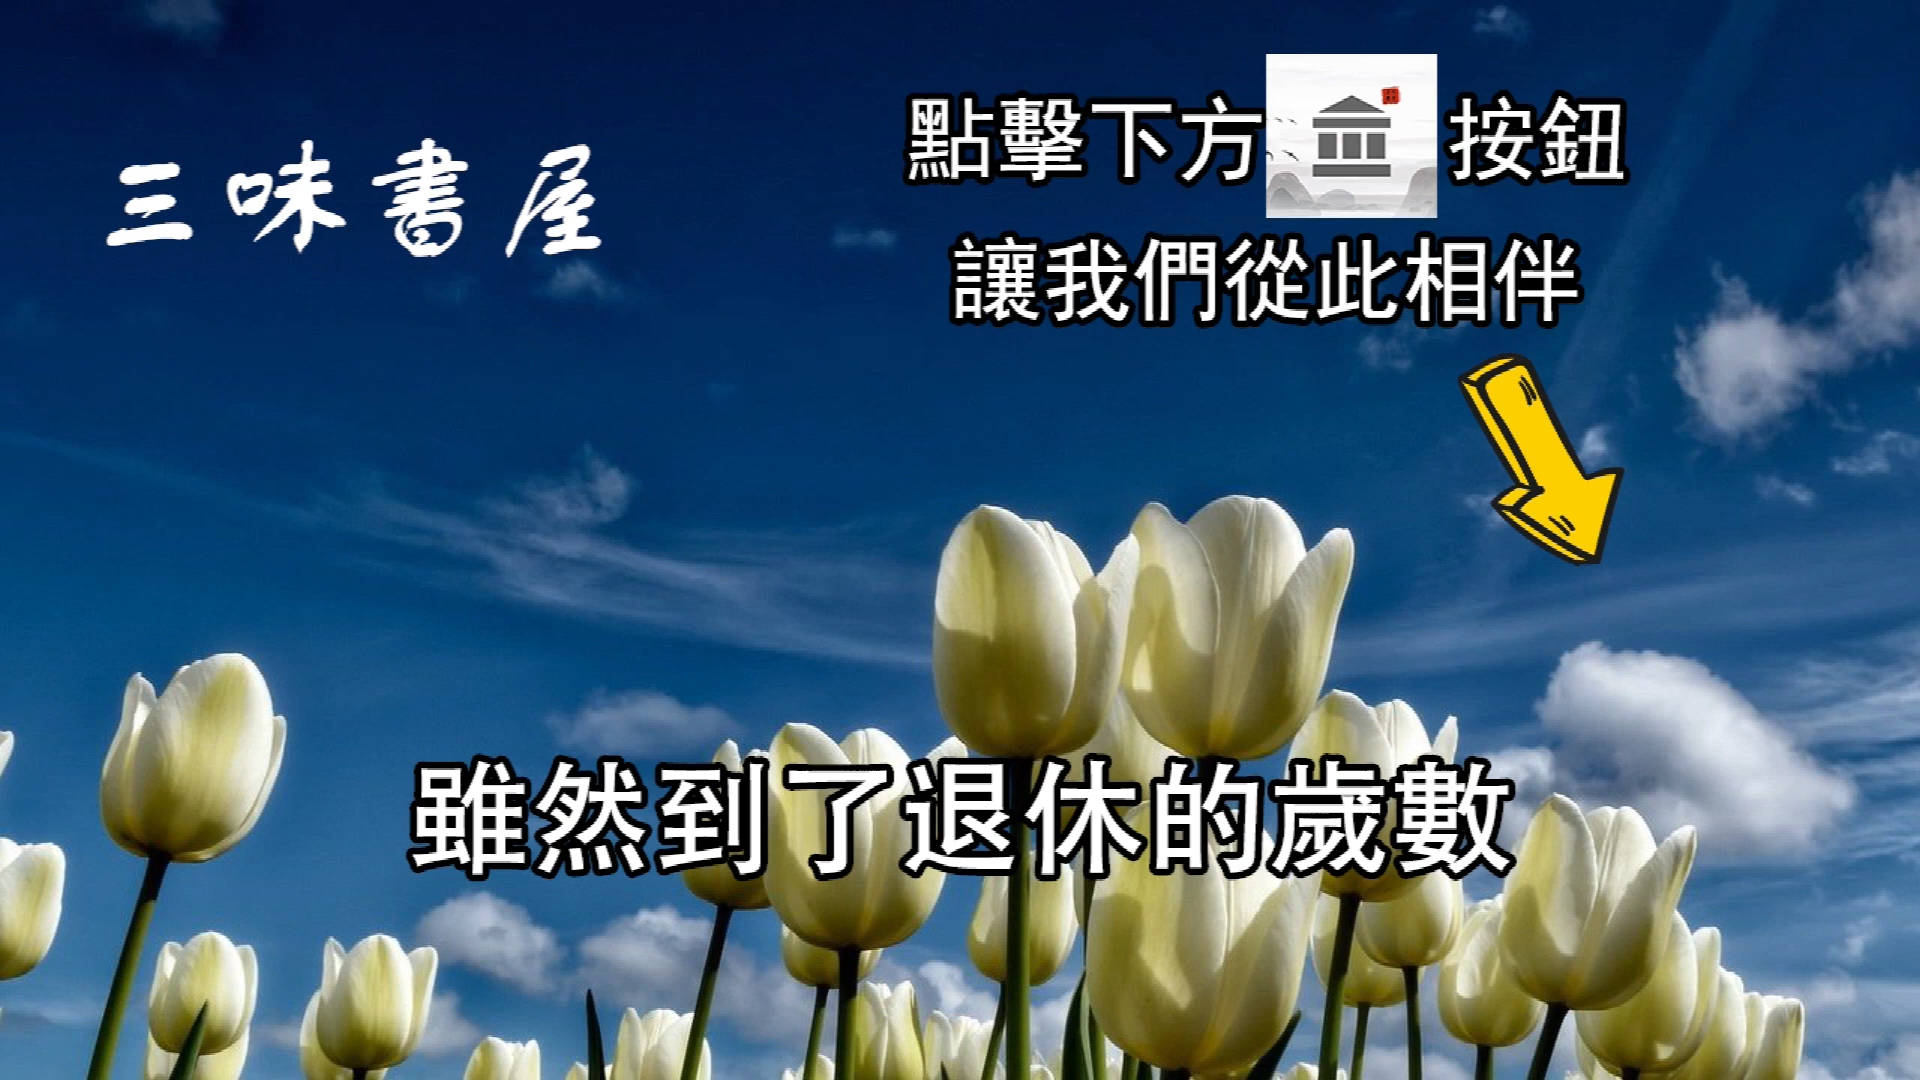 三味書屋
點擊下方 按鈕
讓我們從此相伴
雖然到了退休的歲數